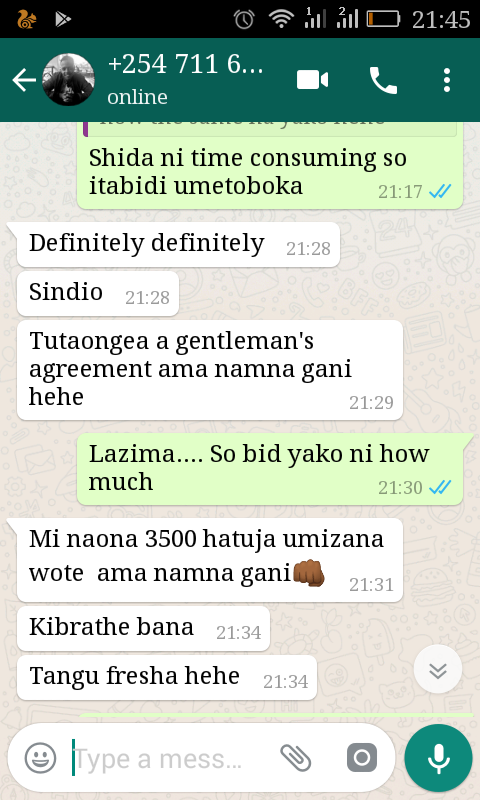 1 2 21:45
+254 711 6...
online
Shida ni time consuming so
itabidi umetoboka
21:17
Definitely definitely 21:28
Sindio 21:28
Tutaongea a gentleman's
agreement ama namna gani
hehe
21:29
Lazima.... So bid yako ni how
much
21:30
Mi naona 3500 hatuja umizana
wote ama namna gani
21:31
Kibrathe bana 21:34
Tangu fresha hehe 21:34
Type a mess...